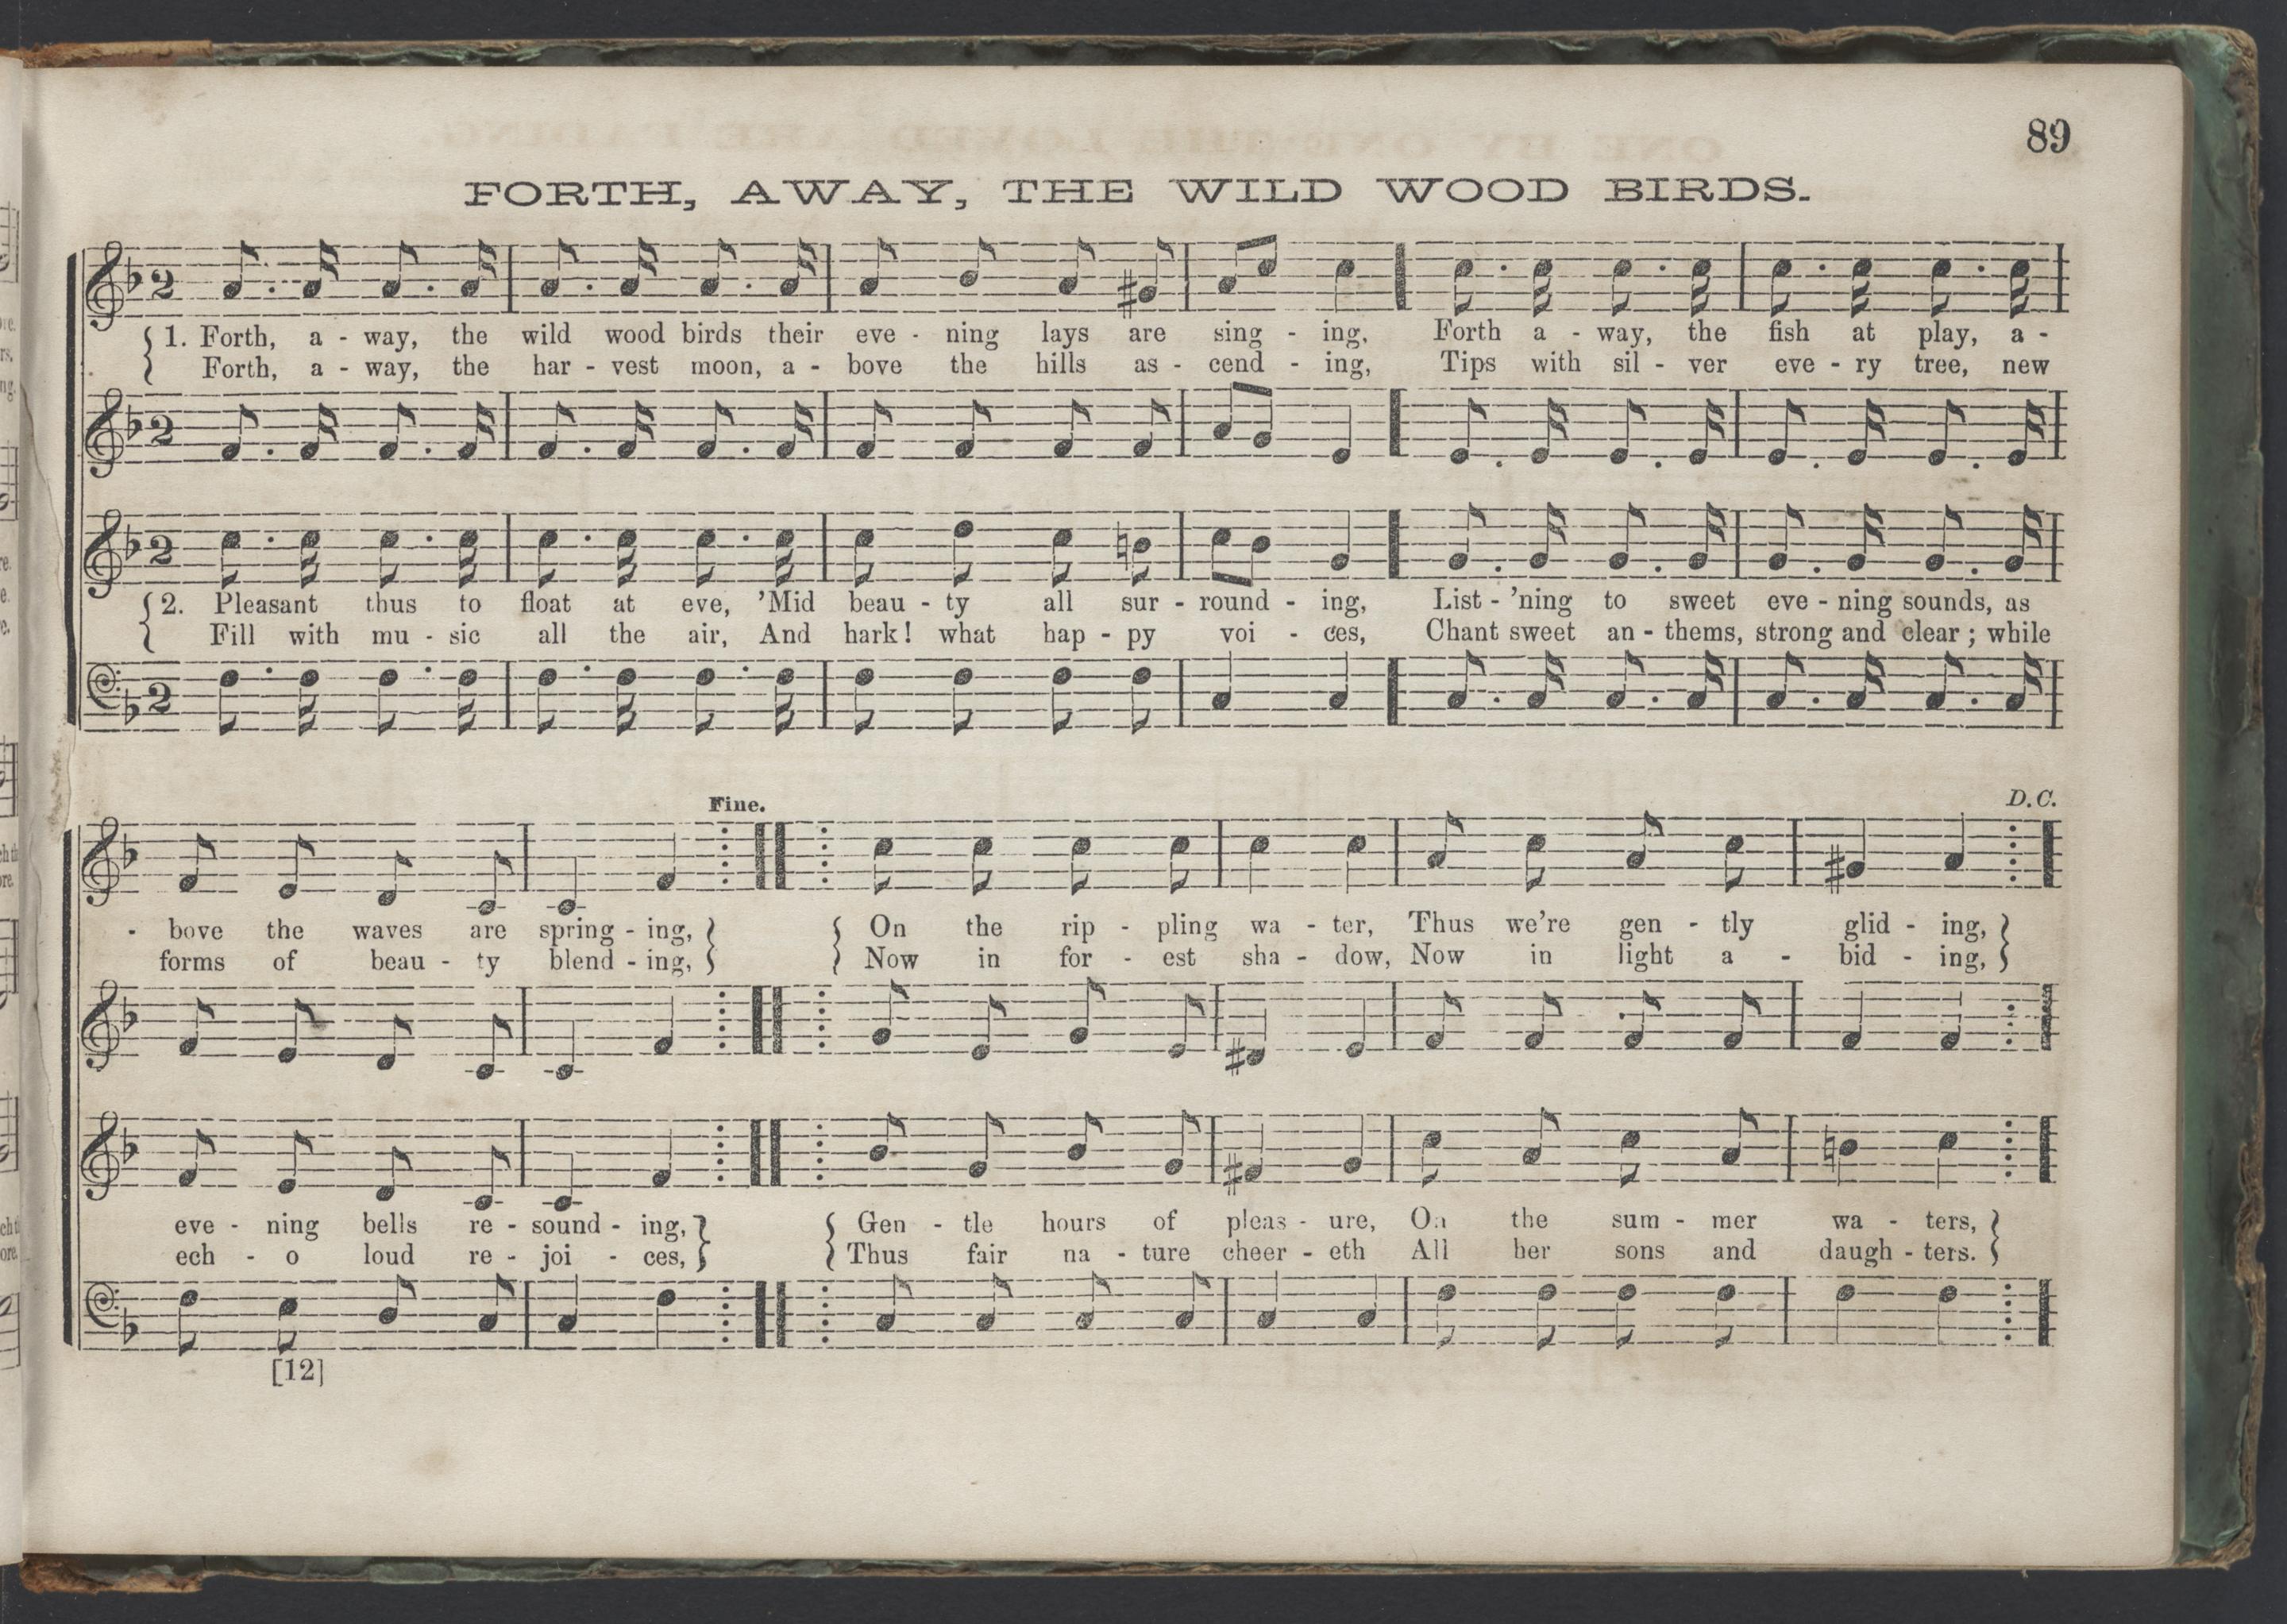 89
FORTH, AWAY, THE WILD WOOD BIRDS.
1. Forth, a - way, the wild wood birds their eve - ning lays are sing - ing, Forth a - way, the fish at play, a -
Forth, a - way, the har - vest moon, a - bove the hills as - cend - ing, Tips with sil - ver eve - ry tree, new
2. Pleasant thus to float at eve, 'Mid beau - ty all sur - round - ing, List - 'ning to sweet eve - ning sounds, as
Fill with mu - sic all the air, And hark! what hap - py voi - ces, Chant sweet an - thems, strong and clear; while
Fine.
D.C.
- bove the waves are spring - ing, On the rip - pling wa - ter, Thus we're gen - tly glid - ing,
forms of beau - ty blend - ing, Now in for - est sha - dow, Now in light a - bid - ing,
eve - ning bells re - sound - ing, Gen - tle hours of pleas - ure, On the sum - mer wa - ters,
ech - o loud re - joi - ces, Thus fair na - ture cheer - eth All her sons and daugh - ters.
[12]